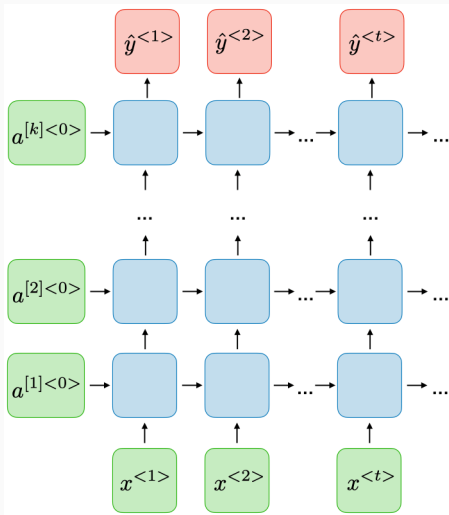 ŷ<1> ŷ<2> ŷ<t>
a[k]<0> ... ...
... ... ...
a[2]<0> ... ...
a[1]<0> ... ...
x<1> x<2> x<t>